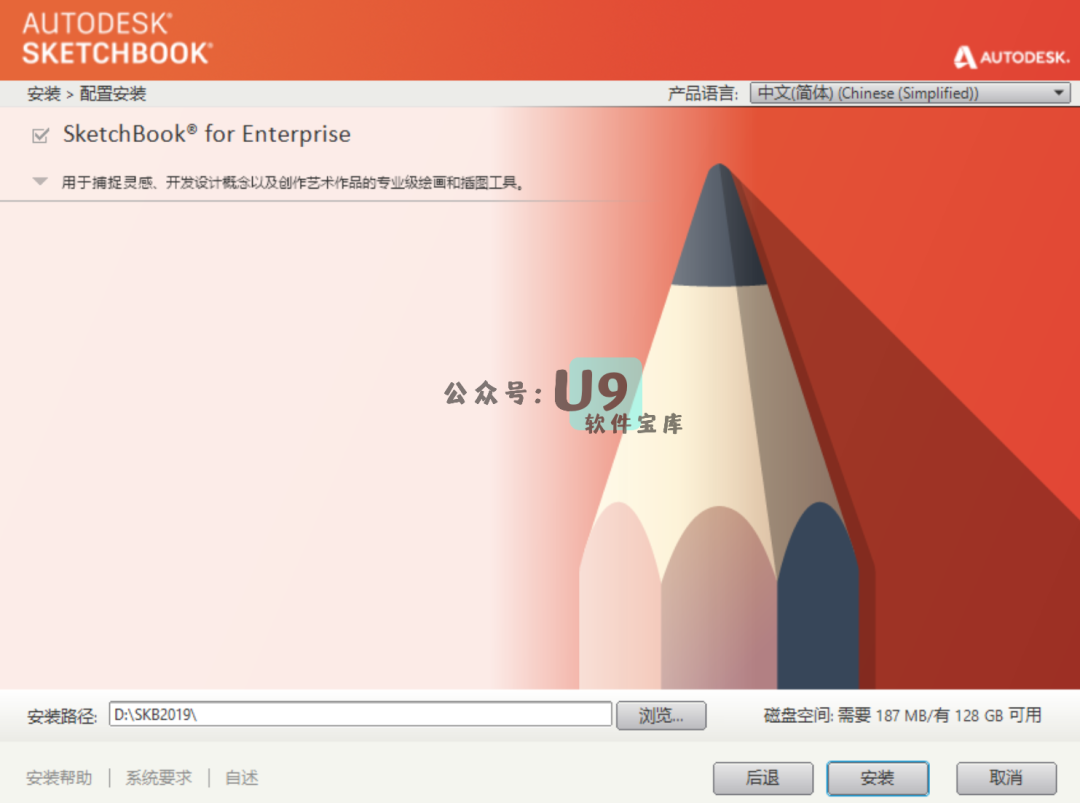 AUTODESK®
SKETCHBOOK®
AUTODESK.
安装 > 配置安装
产品语言: 中文(简体) (Chinese (Simplified))
SketchBook® for Enterprise
用于捕捉灵感、开发设计概念以及创作艺术作品的专业级绘画和插图工具。
公众号: U9
软件宝库
安装路径: D:\SKB2019\ 浏览... 磁盘空间: 需要 187 MB/有 128 GB 可用
安装帮助 | 系统要求 | 自述 后退 安装 取消